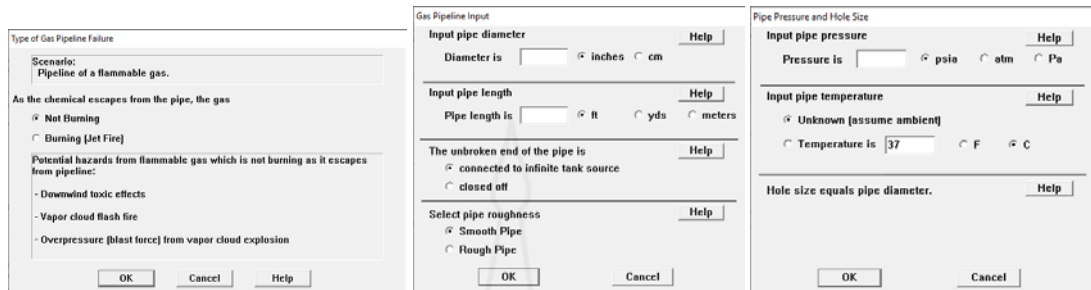 Type of Gas Pipeline Failure
Scenario:
Pipeline of a flammable gas.
As the chemical escapes from the pipe, the gas
Not Burning
Burning (Jet Fire)
Potential hazards from flammable gas which is not burning as it escapes
from pipeline:
- Downwind toxic effects
- Vapor cloud flash fire
- Overpressure (blast force) from vapor cloud explosion
OK Cancel Help
Gas Pipeline Input
Input pipe diameter Help
Diameter is inches cm
Input pipe length Help
Pipe length is ft yds meters
The unbroken end of the pipe is Help
connected to infinite tank source
closed off
Select pipe roughness Help
Smooth Pipe
Rough Pipe
OK Cancel
Pipe Pressure and Hole Size
Input pipe pressure Help
Pressure is psia atm Pa
Input pipe temperature Help
Unknown (assume ambient)
Temperature is 37 F C
Hole size equals pipe diameter. Help
OK Cancel